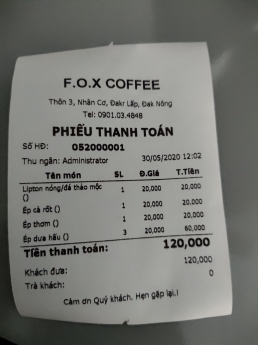 F.O.X COFFEE
Thôn 3, Nhân Cơ, Đakr Lấp, Đak Nông
Tel: 0901.03.4848
PHIẾU THANH TOÁN
Số HĐ: 052000001
Thu ngân: Administrator 30/05/2020 12:02
Tên món SL Đ.Giá T.Tiền
Lipton nóng/đá thảo mộc 1 20,000 20,000
()
Ép cà rốt () 1 20,000 20,000
Ép thơm () 1 20,000 20,000
Ép dưa hấu () 3 20,000 60,000
Tiền thanh toán: 120,000
Khách đưa: 120,000
Trả khách: 0
Cảm ơn Quý khách. Hẹn gặp lại.!